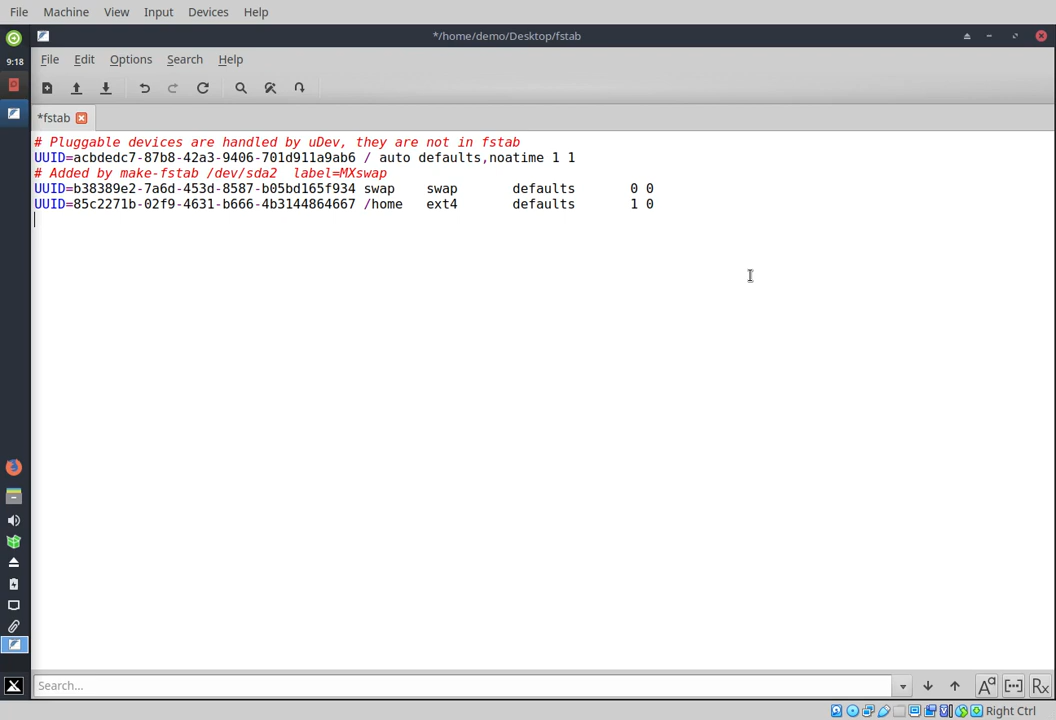 File Machine View Input Devices Help
*/home/demo/Desktop/fstab
9:18
File Edit Options Search Help
*fstab
# Pluggable devices are handled by uDev, they are not in fstab
UUID=acbdedc7-87b8-42a3-9406-701d911a9ab6 / auto defaults,noatime 1 1
# Added by make-fstab /dev/sda2  label=MXswap
UUID=b38389e2-7a6d-453d-8587-b05bd165f934 swap    swap       defaults       0 0
UUID=85c2271b-02f9-4631-b666-4b3144864667 /home   ext4       defaults       1 0
Search...
Right Ctrl